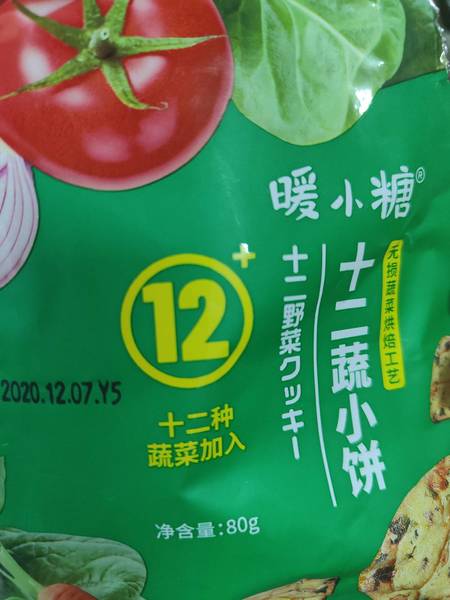 暖小糖®
无损蔬菜烘焙工艺
十二蔬小饼
十二野菜クッキー
12+
十二种
蔬菜加入
2020.12.07.Y5
净含量:80g